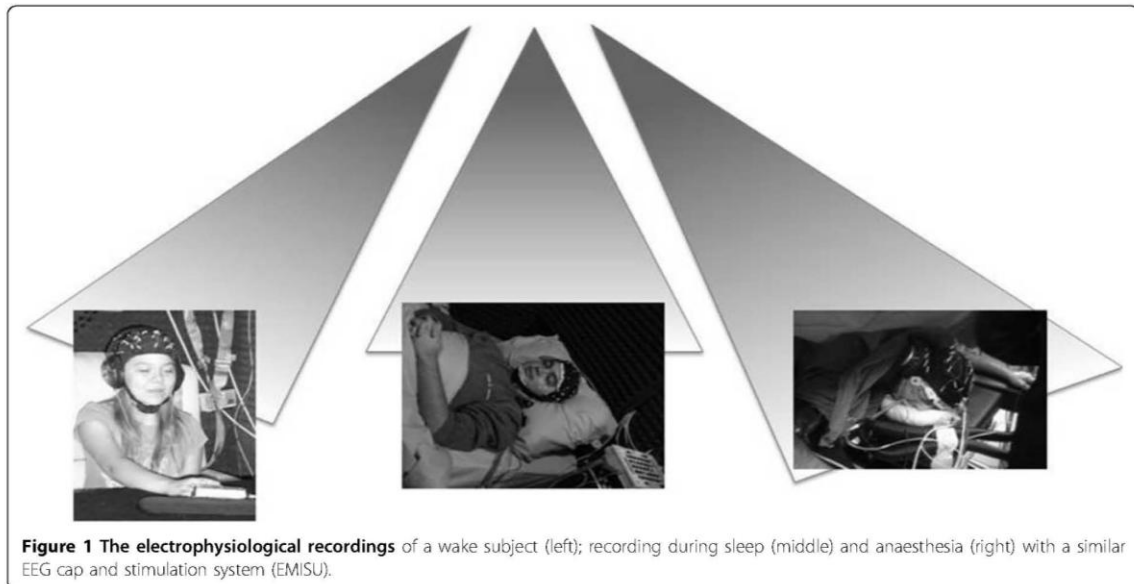 Figure 1 The electrophysiological recordings of a wake subject (left); recording during sleep (middle) and anaesthesia (right) with a similar
EEG cap and stimulation system (EMISU).